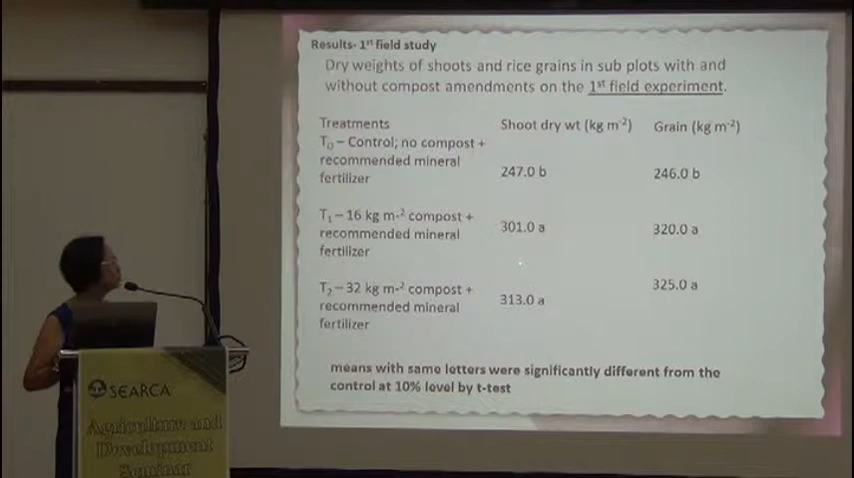 Results- 1st field study
Dry weights of shoots and rice grains in sub plots with and
without compost amendments on the 1st field experiment.
Treatments
Shoot dry wt (kg m-2)
Grain (kg m-2)
T0 – Control; no compost +
recommended mineral
fertilizer
247.0 b
246.0 b
T1 – 16 kg m-2 compost +
recommended mineral
fertilizer
301.0 a
320.0 a
T2 – 32 kg m-2 compost +
recommended mineral
fertilizer
313.0 a
325.0 a
means with same letters were significantly different from the
control at 10% level by t-test
SEARCA
Agriculture and
Development
Seminar